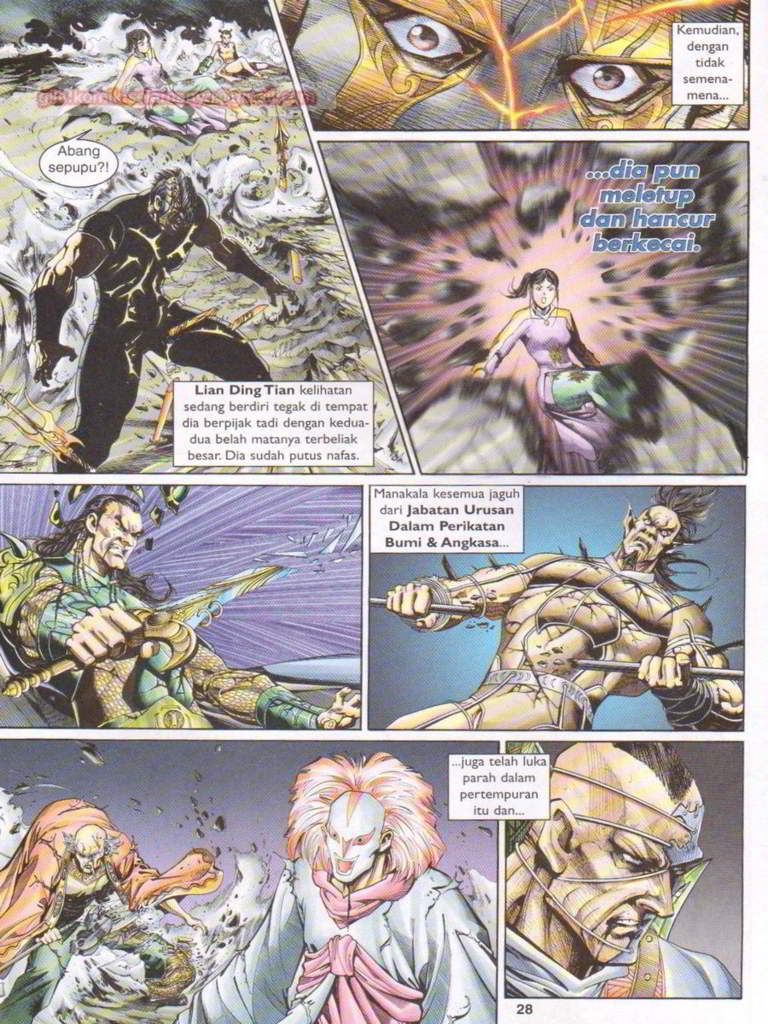 Abang
sepupu?!
Lian Ding Tian kelihatan
sedang berdiri tegak di tempat
dia berpijak tadi dengan kedua-
dua belah matanya terbeliak
besar. Dia sudah putus nafas.
Kemudian,
dengan
tidak
semena-
mena...
...dia pun
meletup
dan hancur
berkecai.
Manakala kesemua jaguh
dari Jabatan Urusan
Dalam Perikatan
Bumi & Angkasa...
...juga telah luka
parah dalam
pertempuran
itu dan...
28